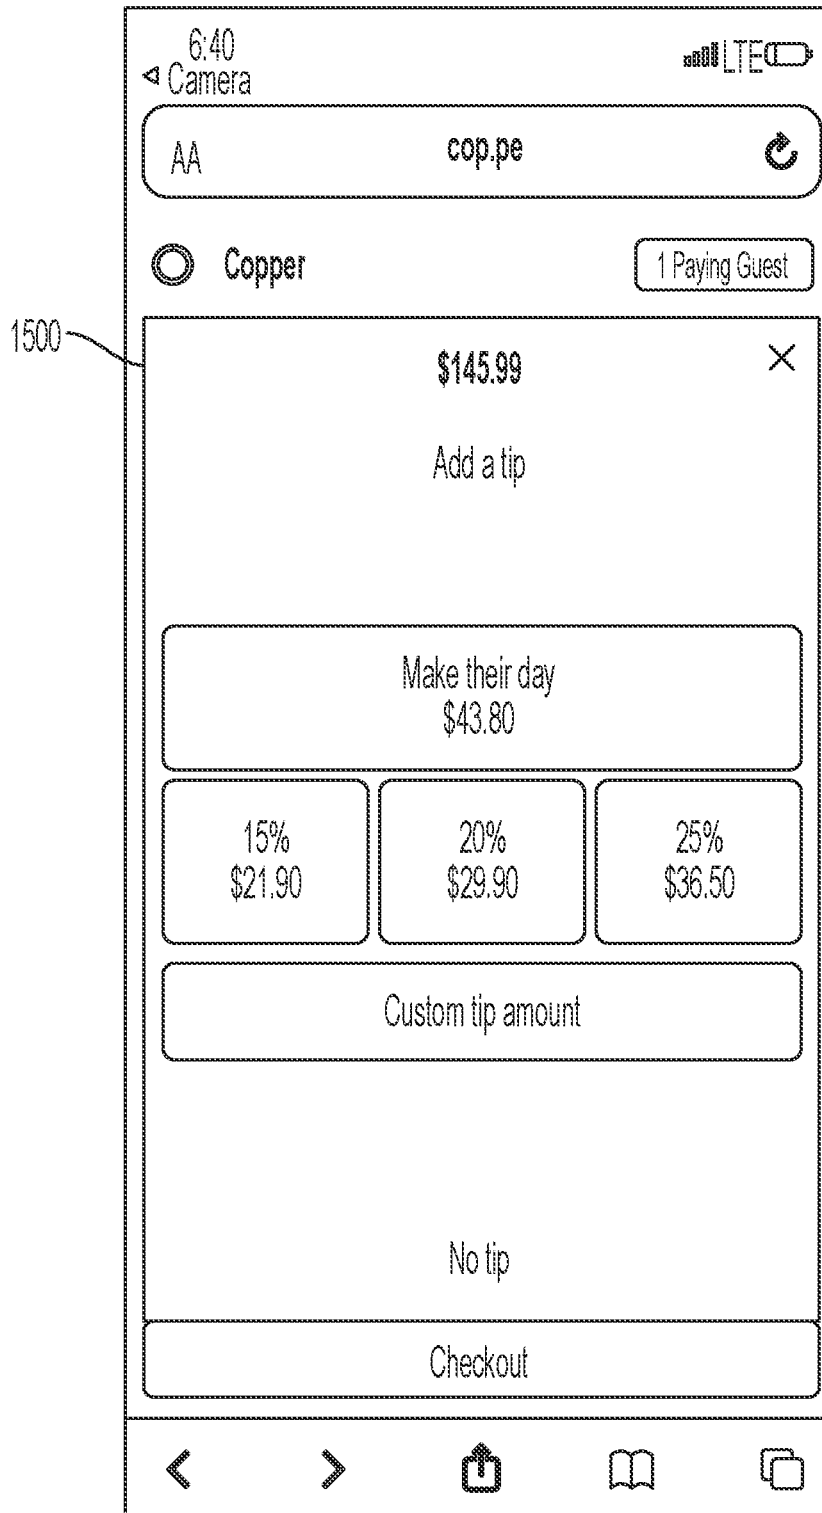 6:40
Camera
LTE
AA
cop.pe
Copper
1 Paying Guest
1500
$145.99
Add a tip
Make their day
$43.80
15%
$21.90
20%
$29.90
25%
$36.50
Custom tip amount
No tip
Checkout